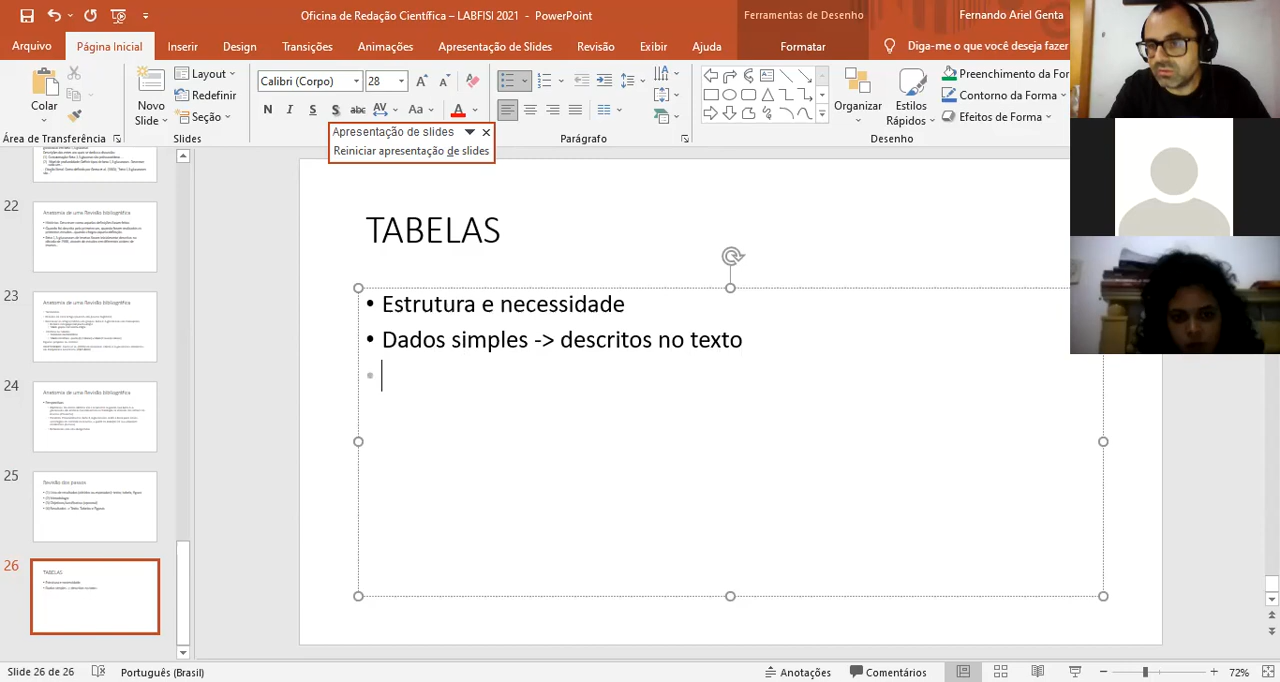 Oficina de Redação Científica – LABFISI 2021 - PowerPoint
Ferramentas de Desenho
Fernando Ariel Genta
Arquivo
Página Inicial
Inserir
Design
Transições
Animações
Apresentação de Slides
Revisão
Exibir
Ajuda
Formatar
Diga-me o que você deseja fazer
Colar
Novo
Slide
Layout
Redefinir
Seção
Calibri (Corpo)
28
N
I
S
S
abc
AV
Aa
A
Organizar
Estilos
Rápidos
Preenchimento da For
Contorno da Forma
Efeitos de Forma
Área de Transferência
Slides
Parágrafo
Desenho
Apresentação de slides
Reiniciar apresentação de slides
22
Anatomia de uma Revisão bibliográfica
23
Anatomia de uma Revisão bibliográfica
24
Anatomia de uma Revisão bibliográfica
25
Revisão dos passos
26
TABELAS
TABELAS
• Estrutura e necessidade
• Dados simples -> descritos no texto
Slide 26 de 26
Português (Brasil)
Anotações
Comentários
72%